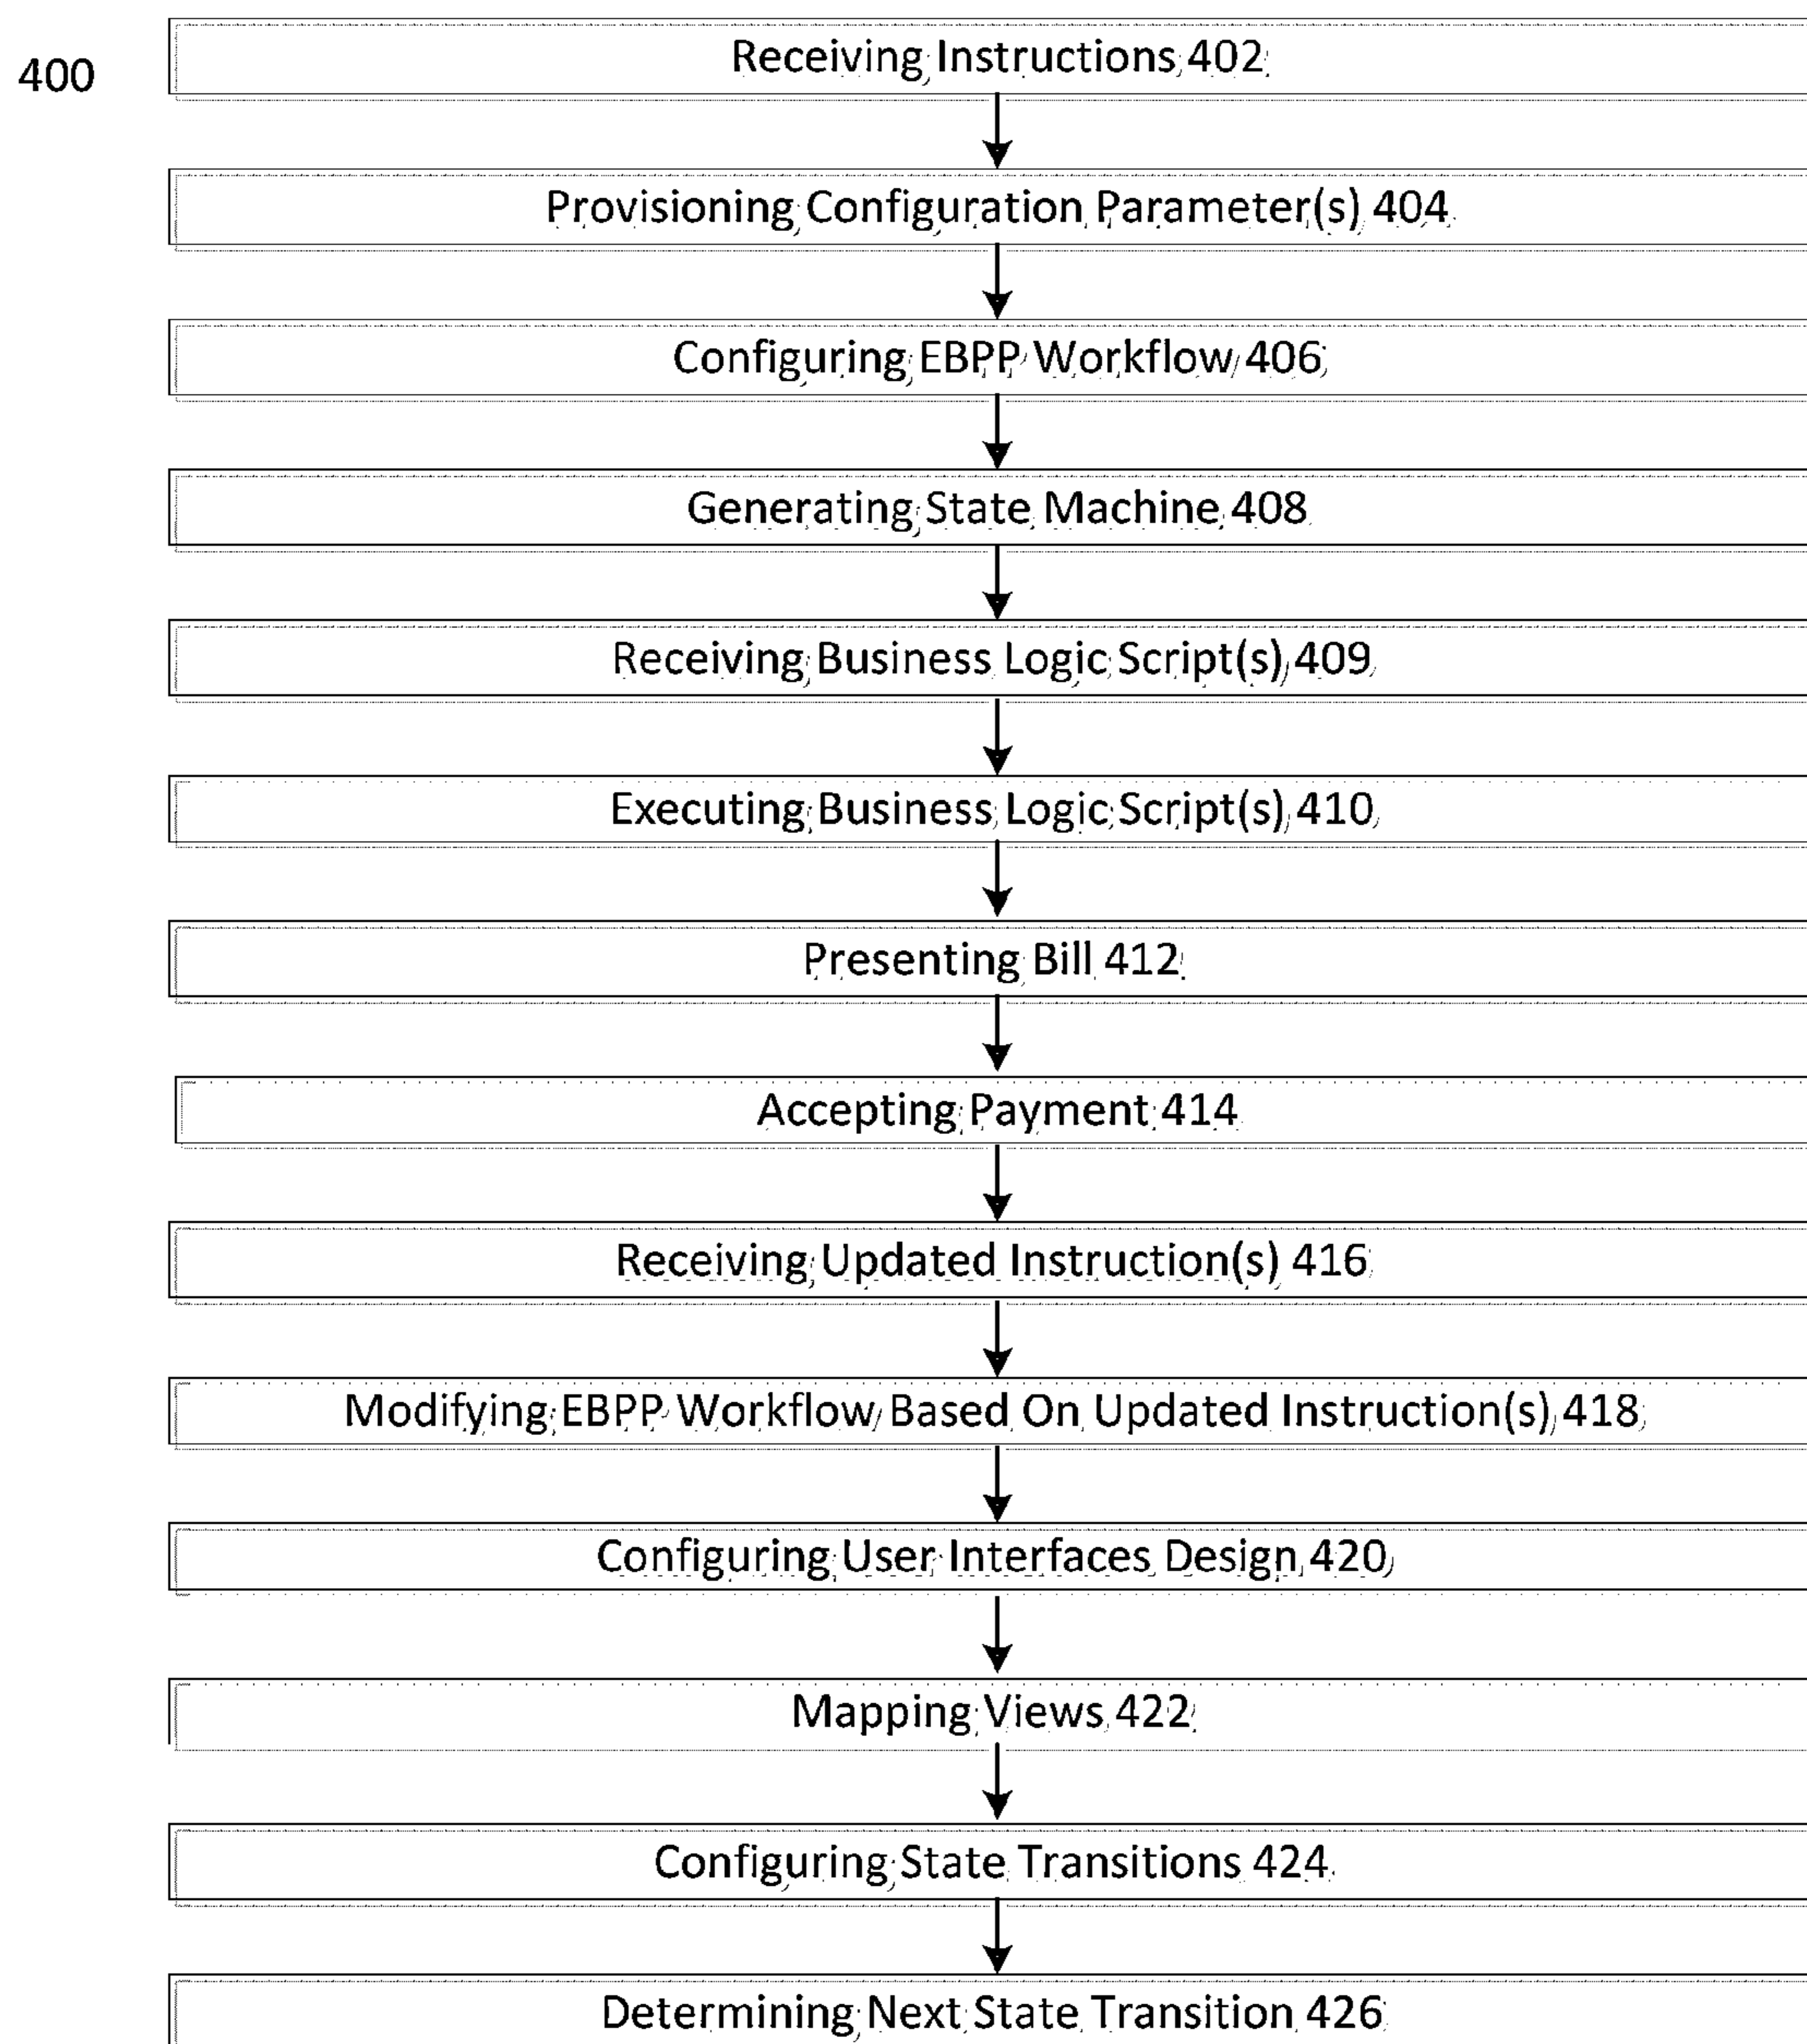 400
Receiving Instructions 402
Provisioning Configuration Parameter(s) 404
Configuring EBPP Workflow 406
Generating State Machine 408
Receiving Business Logic Script(s) 409
Executing Business Logic Script(s) 410
Presenting Bill 412
Accepting Payment 414
Receiving Updated Instruction(s) 416
Modifying EBPP Workflow Based On Updated Instruction(s) 418
Configuring User Interfaces Design 420
Mapping Views 422
Configuring State Transitions 424
Determining Next State Transition 426